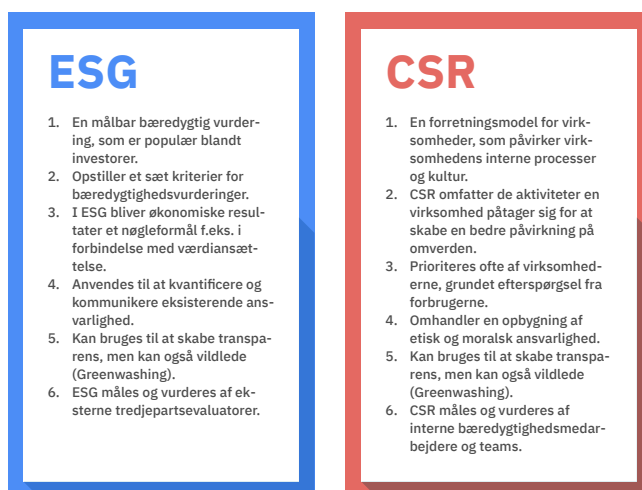 ESG
1. En målbar bæredygtig vurder-
ing, som er populær blandt
investorer.
2. Opstiller et sæt kriterier for
bæredygtighedsvurderinger.
3. I ESG bliver økonomiske resul-
tater et nøgleformål f.eks. i
forbindelse med værdiansæt-
telse.
4. Anvendes til at kvantificere og
kommunikere eksisterende ans-
varlighed.
5. Kan bruges til at skabe transpa-
rens, men kan også vildlede
(Greenwashing).
6. ESG måles og vurderes af ek-
sterne tredjepartsevaluatorer.
CSR
1. En forretningsmodel for virk-
somheder, som påvirker virk-
somhedens interne processer
og kultur.
2. CSR omfatter de aktiviteter en
virksomhed påtager sig for at
skabe en bedre påvirkning på
omverden.
3. Prioriteres ofte af virksomhed-
erne, grundet efterspørgsel fra
forbrugerne.
4. Omhandler en opbygning af
etisk og moralsk ansvarlighed.
5. Kan bruges til at skabe transpa-
rens, men kan også vildlede
(Greenwashing).
6. CSR måles og vurderes af
interne bæredygtighedsmedar-
bejdere og teams.